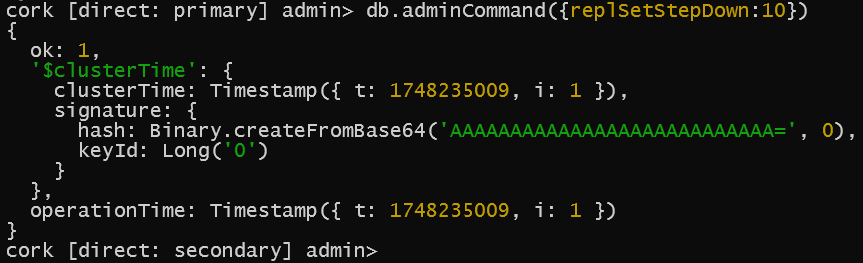 cork [direct: primary] admin> db.adminCommand({replSetStepDown:10})
{
  ok: 1,
  '$clusterTime': {
    clusterTime: Timestamp({ t: 1748235009, i: 1 }),
    signature: {
      hash: Binary.createFromBase64('AAAAAAAAAAAAAAAAAAAAAAAAAAA=', 0),
      keyId: Long('0')
    }
  },
  operationTime: Timestamp({ t: 1748235009, i: 1 })
}
cork [direct: secondary] admin>